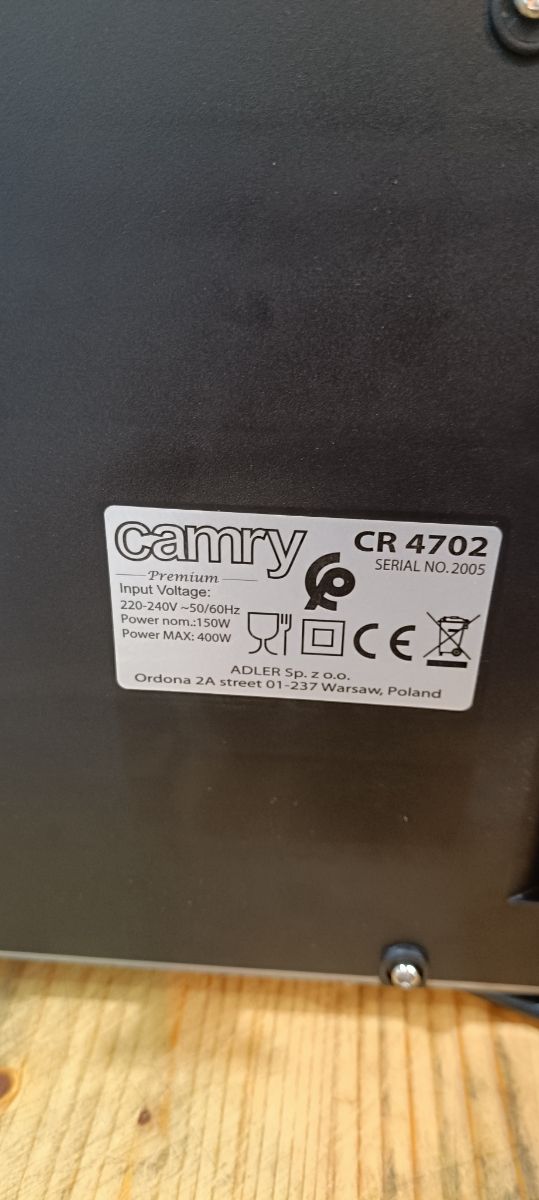 camry
Premium
CR 4702
SERIAL NO.2005
Input Voltage:
220-240V ~50/60Hz
Power nom.:150W
Power MAX: 400W
CE
ADLER Sp. z o.o.
Ordona 2A street 01-237 Warsaw, Poland